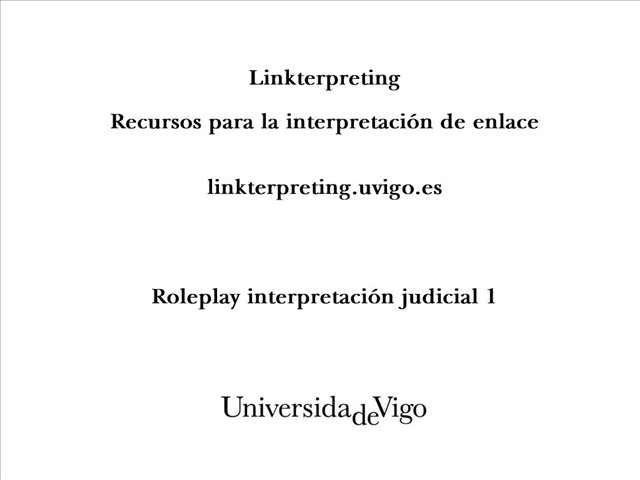 Linkterpreting
Recursos para la interpretación de enlace
linkterpreting.uvigo.es
Roleplay interpretación judicial 1
UniversidadeVigo